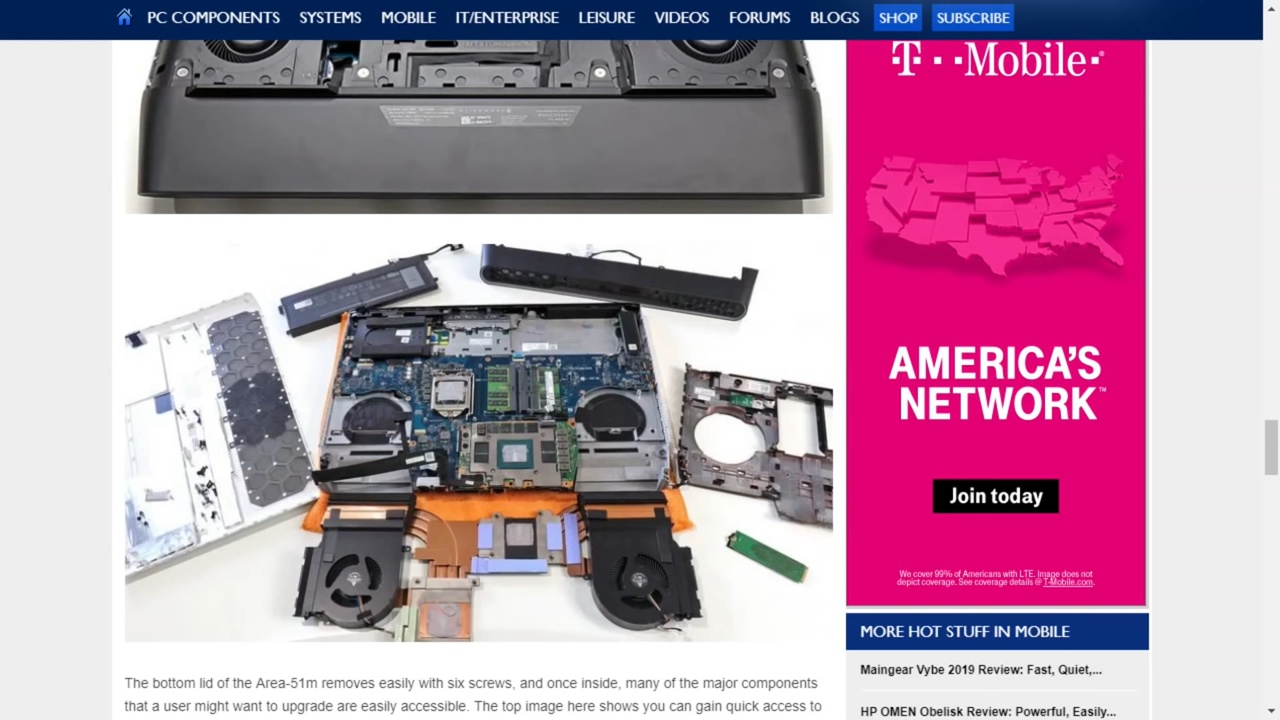 PC COMPONENTS
SYSTEMS
MOBILE
IT/ENTERPRISE
LEISURE
VIDEOS
FORUMS
BLOGS
SHOP
SUBSCRIBE
T Mobile
AMERICA'S
NETWORK™
Join today
We cover 99% of Americans with LTE. Image does not
depict coverage. See coverage details @ T-Mobile.com.
MORE HOT STUFF IN MOBILE
Maingear Vybe 2019 Review: Fast, Quiet,...
HP OMEN Obelisk Review: Powerful, Easily...
The bottom lid of the Area-51m removes easily with six screws, and once inside, many of the major components
that a user might want to upgrade are easily accessible. The top image here shows you can gain quick access to